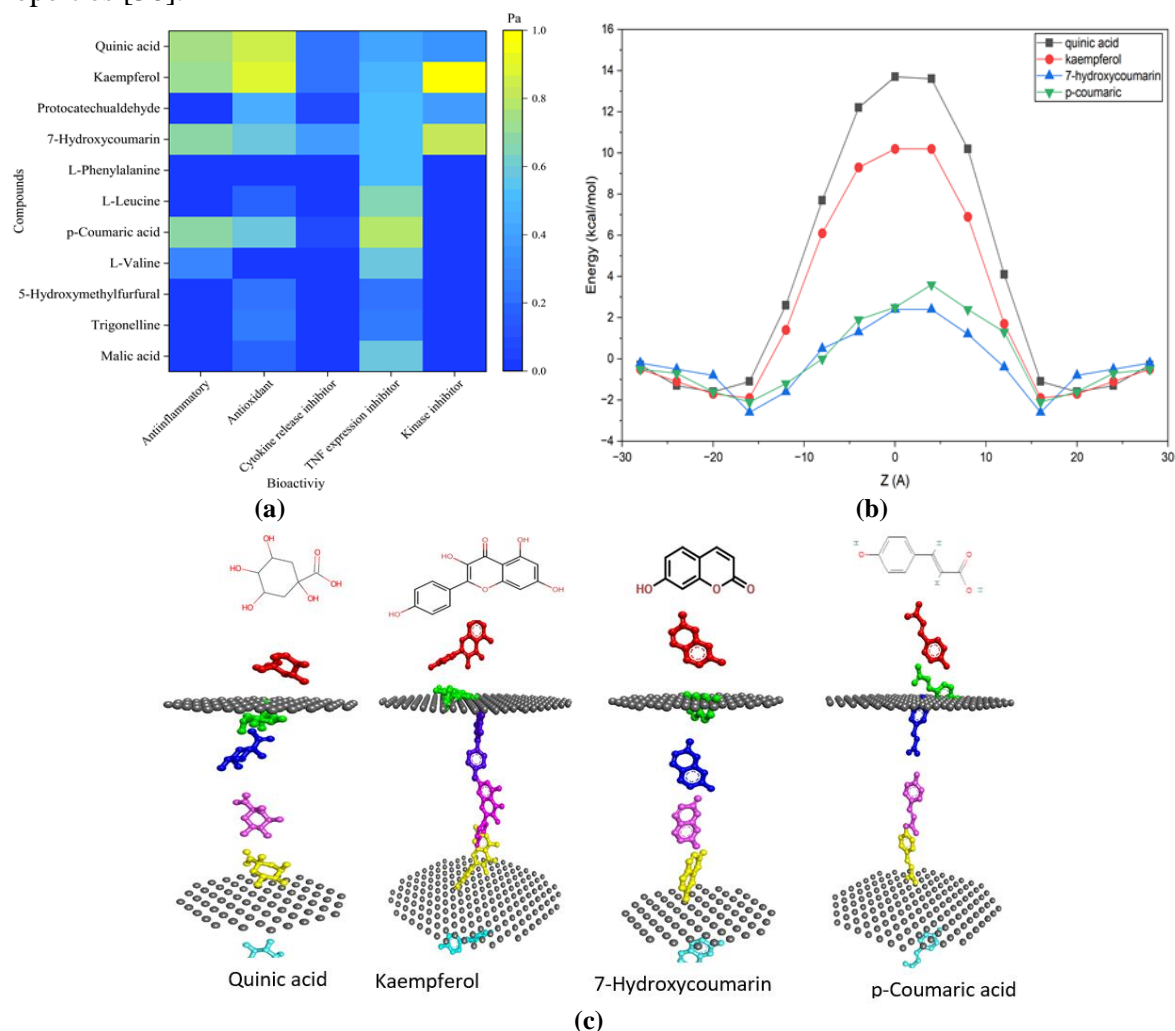 operties [36].
Pa
Quinic acid
Kaempferol
Protocatechualdehyde
7-Hydroxycoumarin
L-Phenylalanine
L-Leucine
p-Coumaric acid
L-Valine
5-Hydroxymethylfurfural
Trigonelline
Malic acid
Compounds
Antiinflammatory
Antioxidant
Cytokine release inhibitor
TNF expression inhibitor
Kinase inhibitor
Bioactiviy
1.0
0.8
0.6
0.4
0.2
0.0
(a)
16
14
12
10
8
6
4
2
0
−2
−4
Energy (kcal/mol)
quinic acid
kaempferol
7-hydroxycoumarin
p-coumaric
−30
−20
−10
0
10
20
30
Z (A)
(b)
OH
HO
O
OH
HO
OH
OH
HO
O
OH
O
OH
HO
HO
O
O
H
O
H
H
O
O
H
Quinic acid
Kaempferol
7-Hydroxycoumarin
p-Coumaric acid
(c)